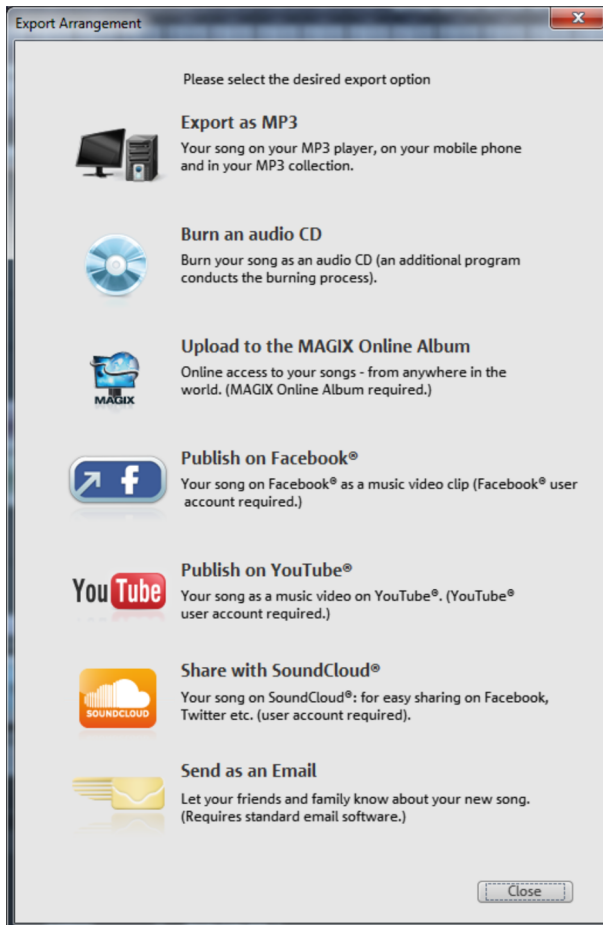 Export Arrangement
Please select the desired export option
Export as MP3
Your song on your MP3 player, on your mobile phone
and in your MP3 collection.
Burn an audio CD
Burn your song as an audio CD (an additional program
conducts the burning process).
Upload to the MAGIX Online Album
Online access to your songs - from anywhere in the
world. (MAGIX Online Album required.)
MAGIX
Publish on Facebook®
Your song on Facebook® as a music video clip (Facebook® user
account required.)
f
Publish on YouTube®
Your song as a music video on YouTube®. (YouTube®
user account required.)
You Tube
Share with SoundCloud®
Your song on SoundCloud®: for easy sharing on Facebook,
Twitter etc. (user account required).
SOUNDCLOUD
Send as an Email
Let your friends and family know about your new song.
(Requires standard email software.)
Close